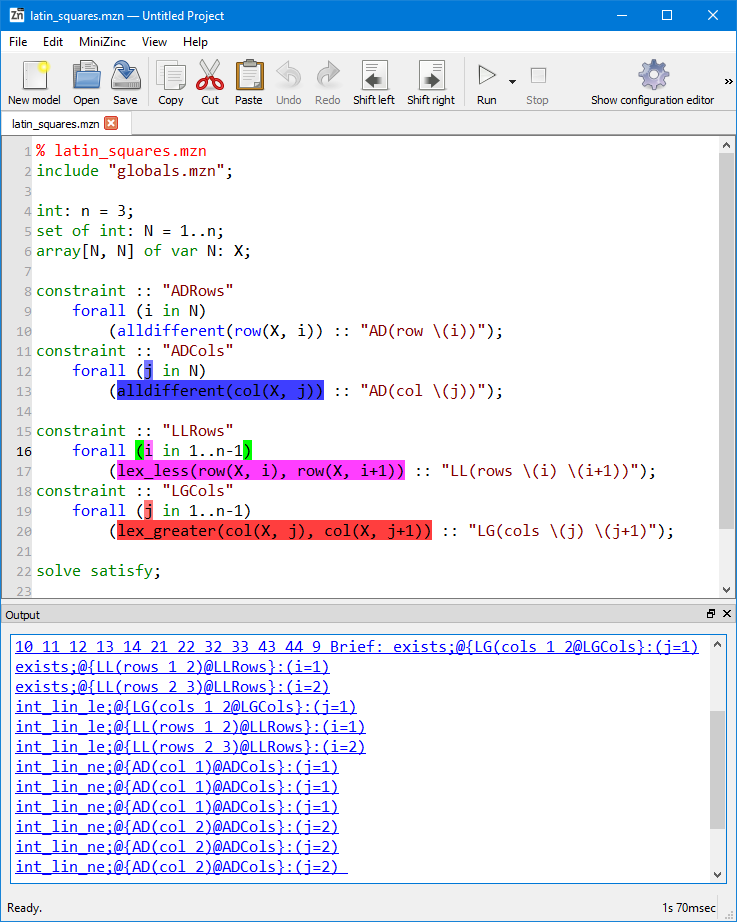 latin_squares.mzn — Untitled Project
File Edit MiniZinc View Help
New model Open Save Copy Cut Paste Undo Redo Shift left Shift right Run Stop Show configuration editor »
latin_squares.mzn
1 % latin_squares.mzn
2 include "globals.mzn";
3
4 int: n = 3;
5 set of int: N = 1..n;
6 array[N, N] of var N: X;
7
8 constraint :: "ADRows"
9 forall (i in N)
10 (alldifferent(row(X, i)) :: "AD(row \(i))");
11 constraint :: "ADCols"
12 forall (j in N)
13 (alldifferent(col(X, j)) :: "AD(col \(j))");
14
15 constraint :: "LLRows"
16 forall (i in 1..n-1)
17 (lex_less(row(X, i), row(X, i+1)) :: "LL(rows \(i) \(i+1))");
18 constraint :: "LGCols"
19 forall (j in 1..n-1)
20 (lex_greater(col(X, j), col(X, j+1)) :: "LG(cols \(j) \(j+1)");
21
22 solve satisfy;
23
Output
10 11 12 13 14 21 22 32 33 43 44 9 Brief: exists;@{LG(cols 1 2@LGCols}:(j=1)
exists;@{LL(rows 1 2)@LLRows}:(i=1)
exists;@{LL(rows 2 3)@LLRows}:(i=2)
int_lin_le;@{LG(cols 1 2@LGCols}:(j=1)
int_lin_le;@{LL(rows 1 2)@LLRows}:(i=1)
int_lin_le;@{LL(rows 2 3)@LLRows}:(i=2)
int_lin_ne;@{AD(col 1)@ADCols}:(j=1)
int_lin_ne;@{AD(col 1)@ADCols}:(j=1)
int_lin_ne;@{AD(col 1)@ADCols}:(j=1)
int_lin_ne;@{AD(col 2)@ADCols}:(j=2)
int_lin_ne;@{AD(col 2)@ADCols}:(j=2)
int_lin_ne;@{AD(col 2)@ADCols}:(j=2)
Ready. 1s 70msec